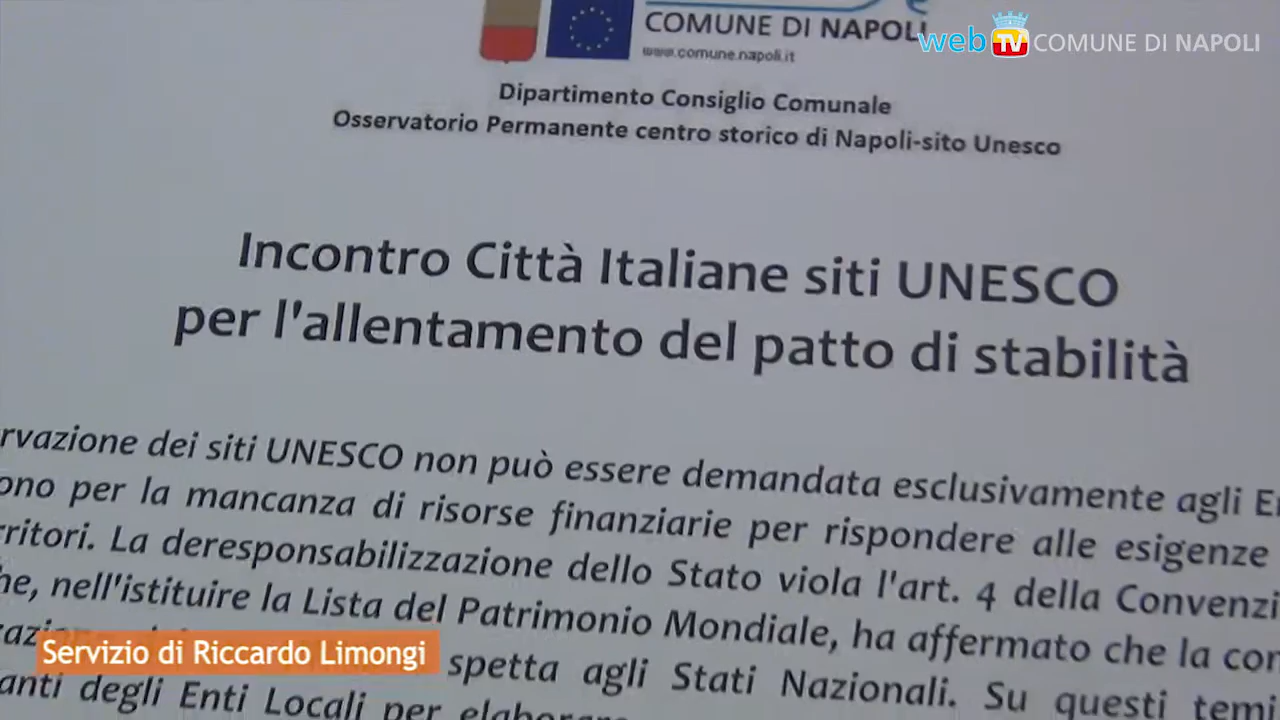 COMUNE DI NAPOLI
www.comune.napoli.it
web TV COMUNE DI NAPOLI
Dipartimento Consiglio Comunale
Osservatorio Permanente centro storico di Napoli-sito Unesco
Incontro Città Italiane siti UNESCO
per l'allentamento del patto di stabilità
rvazione dei siti UNESCO non può essere demandata esclusivamente agli E
ono per la mancanza di risorse finanziarie per rispondere alle esigenze
rritori. La deresponsabilizzazione dello Stato viola l'art. 4 della Convenzi
he, nell'istituire la Lista del Patrimonio Mondiale, ha affermato che la con
spetta agli Stati Nazionali. Su questi temi
anti degli Enti Locali per elaborare
Servizio di Riccardo Limongi